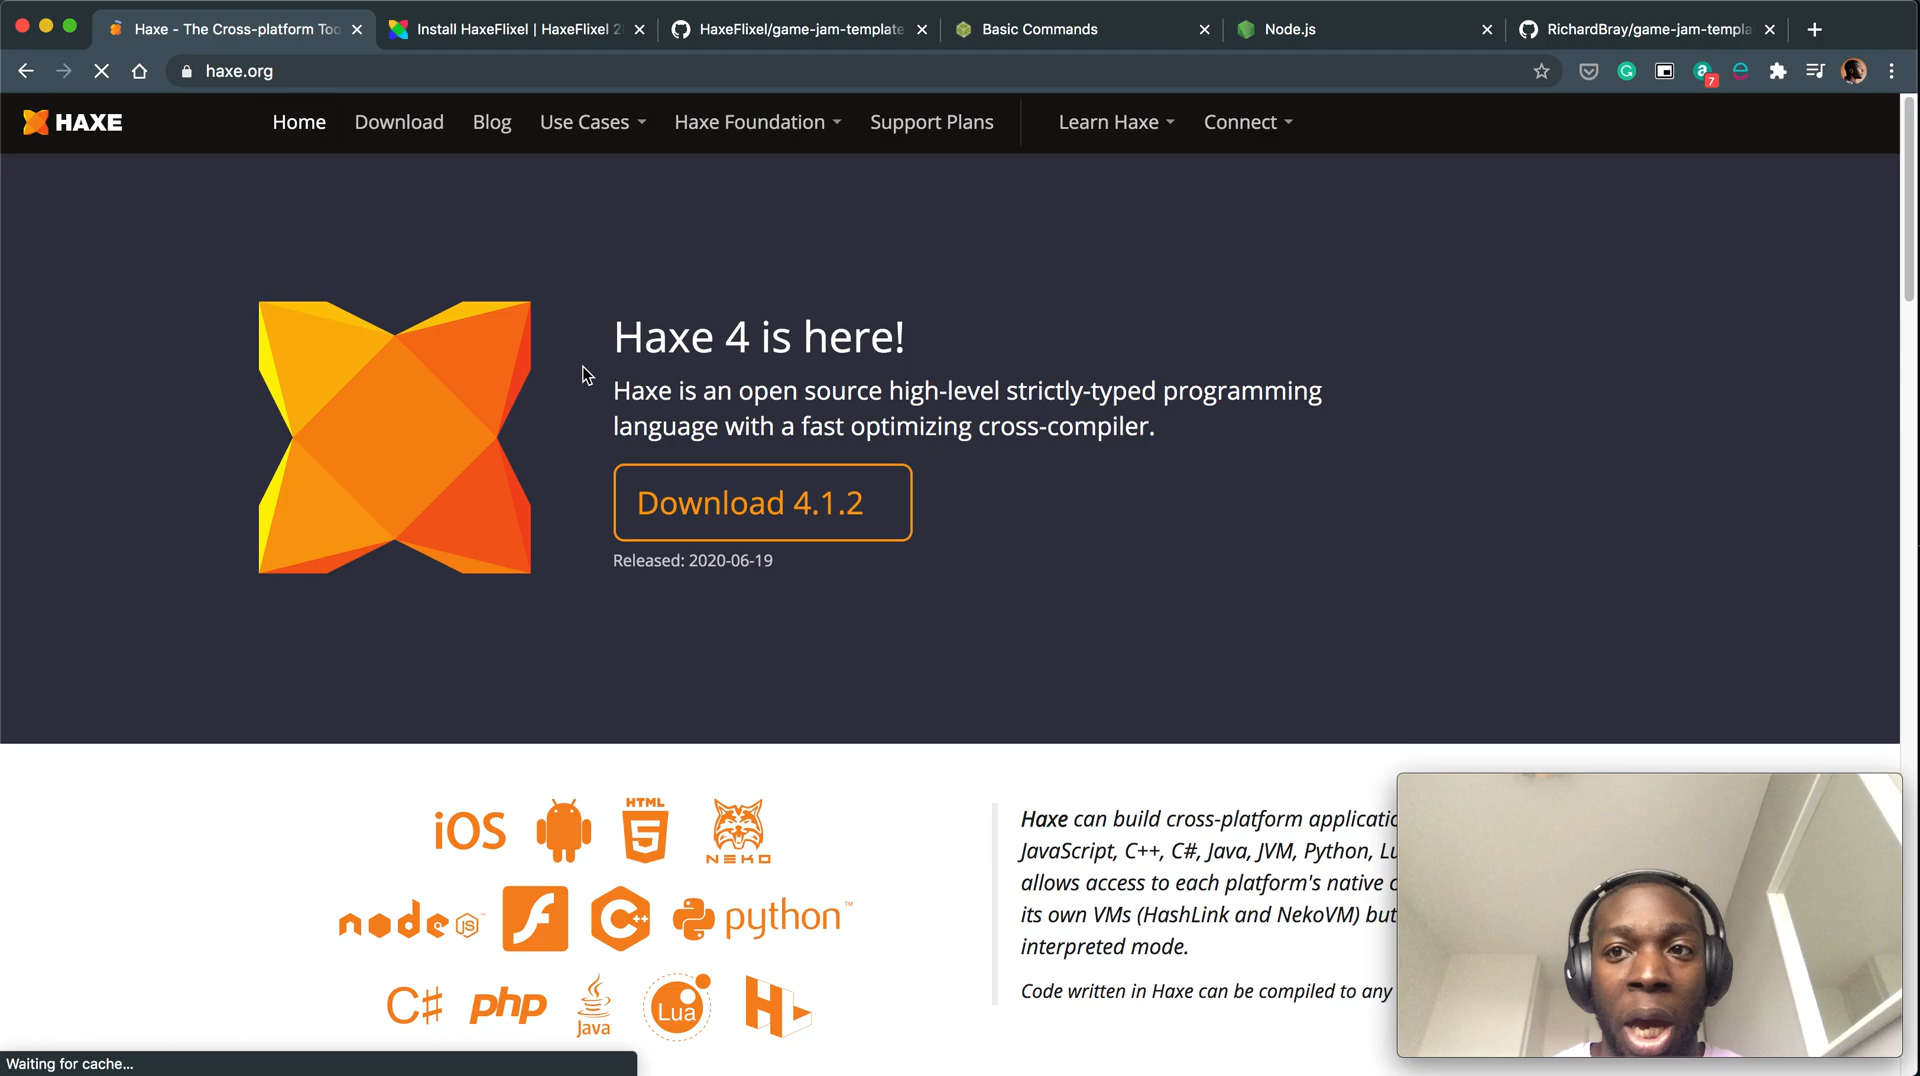 Haxe - The Cross-platform Too
Install HaxeFlixel | HaxeFlixel 2
HaxeFlixel/game-jam-template
Basic Commands
Node.js
RichardBray/game-jam-templa
haxe.org
7
HAXE
Home
Download
Blog
Use Cases
Haxe Foundation
Support Plans
Learn Haxe
Connect
Haxe 4 is here!
Haxe is an open source high-level strictly-typed programming
language with a fast optimizing cross-compiler.
Download 4.1.2
Released: 2020-06-19
iOS
HTML
5
NEKO
node JS
C++
python™
C#
php
Java
Lua
Haxe can build cross-platform applicatio
JavaScript, C++, C#, Java, JVM, Python, Lu
allows access to each platform's native c
its own VMs (HashLink and NekoVM) but
interpreted mode.
Code written in Haxe can be compiled to any
Waiting for cache...